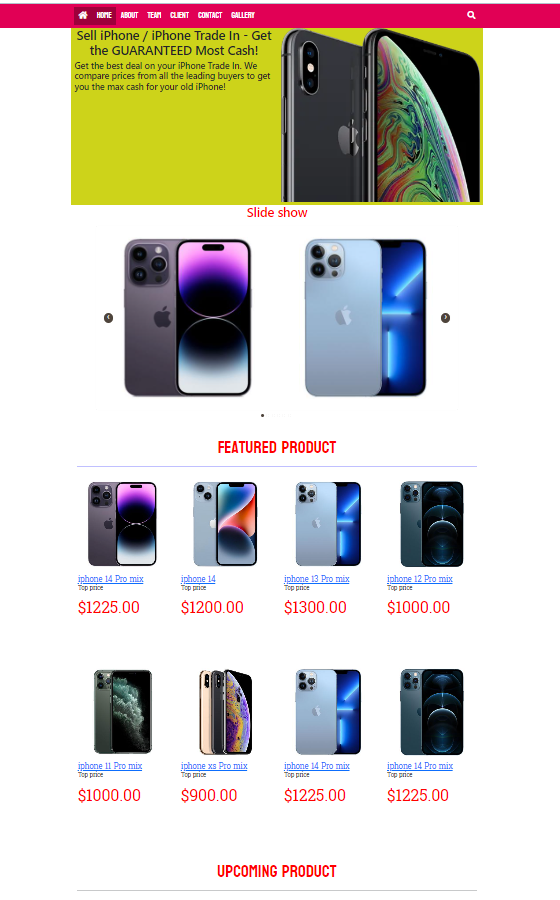 HOME ABOUT TEAM CLIENT CONTACT GALLERY
Sell iPhone / iPhone Trade In - Get
the GUARANTEED Most Cash!
Get the best deal on your iPhone Trade In. We
compare prices from all the leading buyers to get
you the max cash for your old iPhone!
Slide show
FEATURED PRODUCT
iphone 14 Pro mix iphone 14 iphone 13 Pro mix iphone 12 Pro mix
Top price Top price Top price Top price
$1225.00 $1200.00 $1300.00 $1000.00
iphone 11 Pro mix iphone xs Pro mix iphone 14 Pro mix iphone 14 Pro mix
Top price Top price Top price Top price
$1000.00 $900.00 $1225.00 $1225.00
UPCOMING PRODUCT